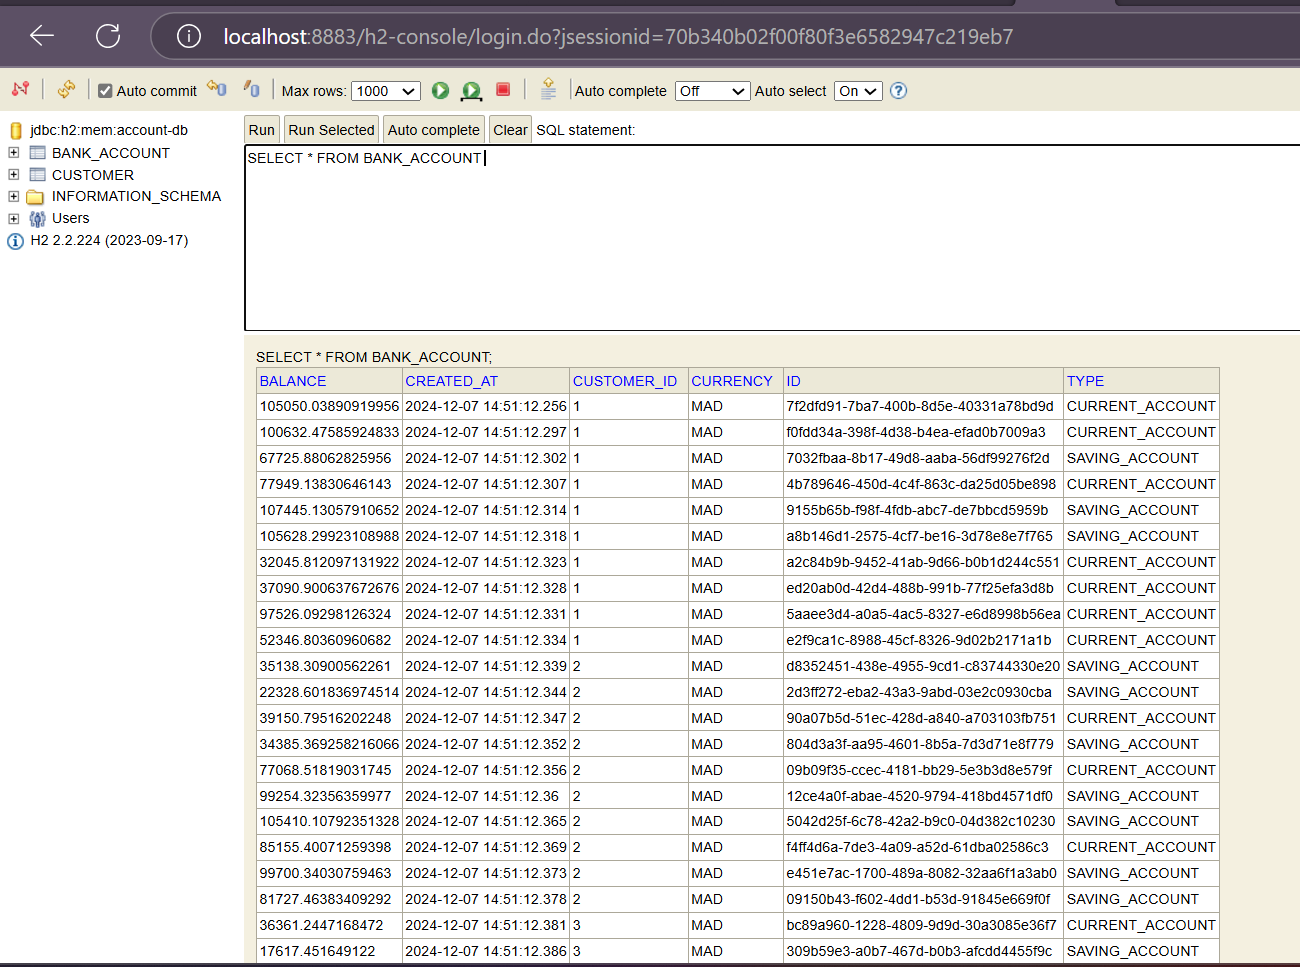 localhost:8883/h2-console/login.do?jsessionid=70b340b02f00f80f3e6582947c219eb7
Auto commit Max rows: 1000 Auto complete Off Auto select On
jdbc:h2:mem:account-db
BANK_ACCOUNT
CUSTOMER
INFORMATION_SCHEMA
Users
H2 2.2.224 (2023-09-17)
Run Run Selected Auto complete Clear SQL statement:
SELECT * FROM BANK_ACCOUNT
SELECT * FROM BANK_ACCOUNT;
BALANCE CREATED_AT CUSTOMER_ID CURRENCY ID TYPE
105050.03890919956 2024-12-07 14:51:12.256 1 MAD 7f2dfd91-7ba7-400b-8d5e-40331a78bd9d CURRENT_ACCOUNT
100632.47585924833 2024-12-07 14:51:12.297 1 MAD f0fdd34a-398f-4d38-b4ea-efad0b7009a3 CURRENT_ACCOUNT
67725.88062825956 2024-12-07 14:51:12.302 1 MAD 7032fbaa-8b17-49d8-aaba-56df99276f2d SAVING_ACCOUNT
77949.13830646143 2024-12-07 14:51:12.307 1 MAD 4b789646-450d-4c4f-863c-da25d05be898 CURRENT_ACCOUNT
107445.13057910652 2024-12-07 14:51:12.314 1 MAD 9155b65b-f98f-4fdb-abc7-de7bbcd5959b SAVING_ACCOUNT
105628.29923108988 2024-12-07 14:51:12.318 1 MAD a8b146d1-2575-4cf7-be16-3d78e8e7f765 SAVING_ACCOUNT
32045.812097131922 2024-12-07 14:51:12.323 1 MAD a2c84b9b-9452-41ab-9d66-b0b1d244c551 CURRENT_ACCOUNT
37090.900637672676 2024-12-07 14:51:12.328 1 MAD ed20ab0d-42d4-488b-991b-77f25efa3d8b CURRENT_ACCOUNT
97526.09298126324 2024-12-07 14:51:12.331 1 MAD 5aaee3d4-a0a5-4ac5-8327-e6d8998b56ea CURRENT_ACCOUNT
52346.80360960682 2024-12-07 14:51:12.334 1 MAD e2f9ca1c-8988-45cf-8326-9d02b2171a1b CURRENT_ACCOUNT
35138.30900562261 2024-12-07 14:51:12.339 2 MAD d8352451-438e-4955-9cd1-c83744330e20 SAVING_ACCOUNT
22328.601836974514 2024-12-07 14:51:12.344 2 MAD 2d3ff272-eba2-43a3-9abd-03e2c0930cba SAVING_ACCOUNT
39150.79516202248 2024-12-07 14:51:12.347 2 MAD 90a07b5d-51ec-428d-a840-a703103fb751 CURRENT_ACCOUNT
34385.369258216066 2024-12-07 14:51:12.352 2 MAD 804d3a3f-aa95-4601-8b5a-7d3d71e8f779 SAVING_ACCOUNT
77068.51819031745 2024-12-07 14:51:12.356 2 MAD 09b09f35-ccec-4181-bb29-5e3b3d8e579f CURRENT_ACCOUNT
99254.32356359977 2024-12-07 14:51:12.36 2 MAD 12ce4a0f-abae-4520-9794-418bd4571df0 SAVING_ACCOUNT
105410.10792351328 2024-12-07 14:51:12.365 2 MAD 5042d25f-6c78-42a2-b9c0-04d382c10230 SAVING_ACCOUNT
85155.40071259398 2024-12-07 14:51:12.369 2 MAD f4ff4d6a-7de3-4a09-a52d-61dba02586c3 CURRENT_ACCOUNT
99700.34030759463 2024-12-07 14:51:12.373 2 MAD e451e7ac-1700-489a-8082-32aa6f1a3ab0 SAVING_ACCOUNT
81727.46383409292 2024-12-07 14:51:12.378 2 MAD 09150b43-f602-4dd1-b53d-91845e669f0f SAVING_ACCOUNT
36361.2447168472 2024-12-07 14:51:12.381 3 MAD bc89a960-1228-4809-9d9d-30a3085e36f7 CURRENT_ACCOUNT
17617.451649122 2024-12-07 14:51:12.386 3 MAD 309b59e3-a0b7-467d-b0b3-afcdd4455f9c SAVING_ACCOUNT